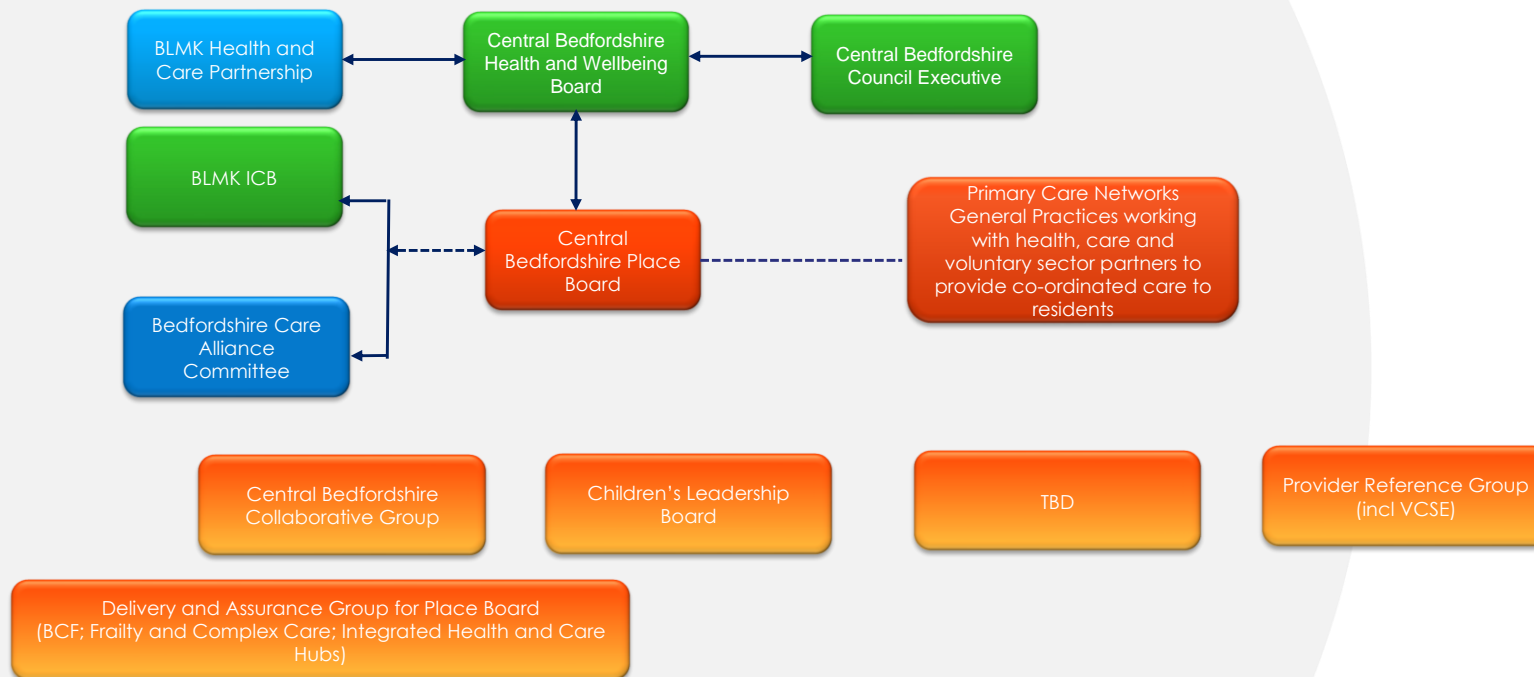 BLMK Health and
Care Partnership
Central Bedfordshire
Health and Wellbeing
Board
Central Bedfordshire
Council Executive
BLMK ICB
Central
Bedfordshire Place
Board
Primary Care Networks
General Practices working
with health, care and
voluntary sector partners to
provide co-ordinated care to
residents
Bedfordshire Care
Alliance
Committee
Central Bedfordshire
Collaborative Group
Children’s Leadership
Board
TBD
Provider Reference Group
(incl VCSE)
Delivery and Assurance Group for Place Board
(BCF; Frailty and Complex Care; Integrated Health and Care
Hubs)